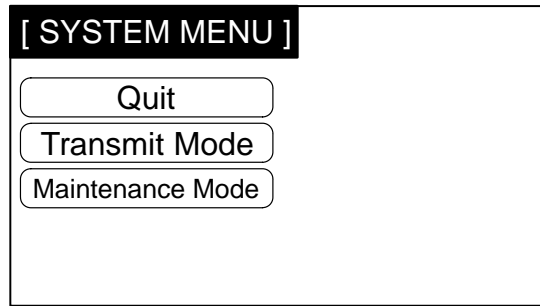 [ SYSTEM MENU ]
Quit
Transmit Mode
Maintenance Mode